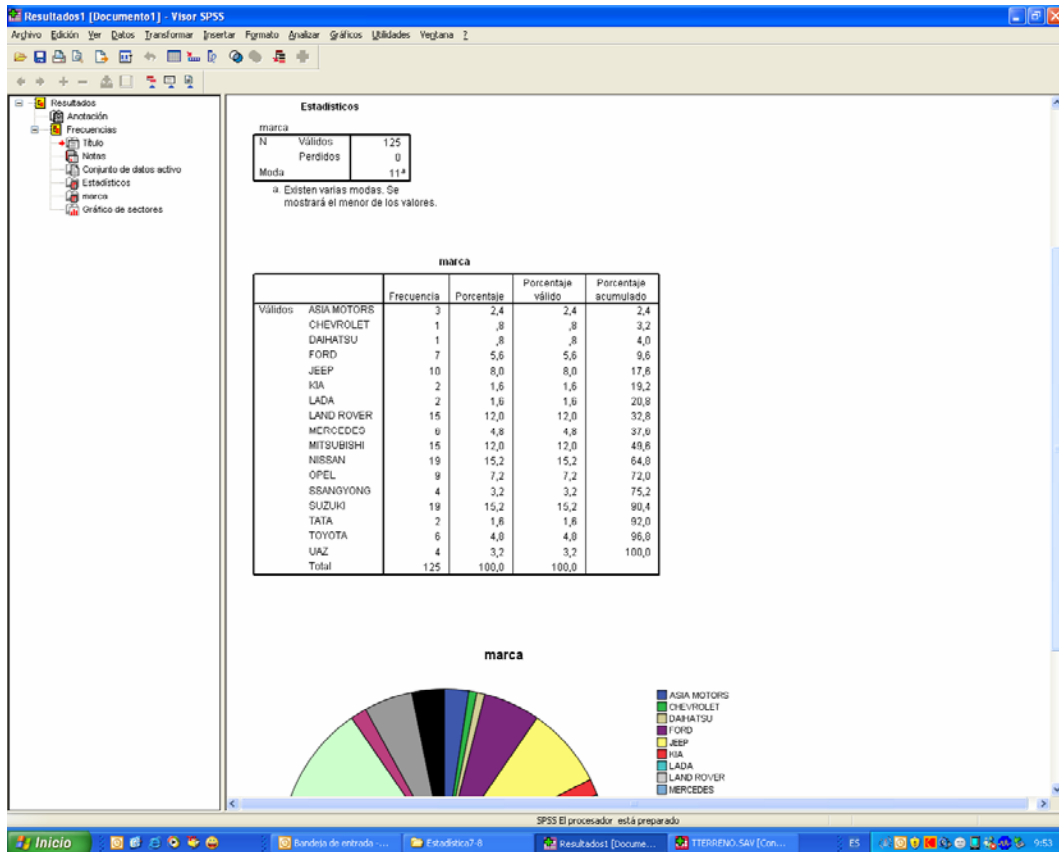 Resultados1 [Documento1] - Visor SPSS
Archivo Edición Ver Datos Transformar Insertar Formato Analizar Gráficos Utilidades Ventana ?
Resultados
Anotación
Frecuencias
Título
Notas
Conjunto de datos activo
Estadísticos
marca
Gráfico de sectores
Estadísticos
marca
N Válidos 125
Perdidos 0
Moda 11ª
a. Existen varias modas. Se
mostrará el menor de los valores.
marca
Frecuencia Porcentaje Porcentaje válido Porcentaje acumulado
Válidos ASIA MOTORS 3 2,4 2,4 2,4
CHEVROLET 1 ,8 ,8 3,2
DAIHATSU 1 ,8 ,8 4,0
FORD 7 5,6 5,6 9,6
JEEP 10 8,0 8,0 17,6
KIA 2 1,6 1,6 19,2
LADA 2 1,6 1,6 20,8
LAND ROVER 15 12,0 12,0 32,8
MERCEDES 6 4,8 4,8 37,6
MITSUBISHI 15 12,0 12,0 49,6
NISSAN 19 15,2 15,2 64,8
OPEL 9 7,2 7,2 72,0
SSANGYONG 4 3,2 3,2 75,2
SUZUKI 19 15,2 15,2 90,4
TATA 2 1,6 1,6 92,0
TOYOTA 6 4,8 4,8 96,8
UAZ 4 3,2 3,2 100,0
Total 125 100,0 100,0
marca
ASIA MOTORS
CHEVROLET
DAIHATSU
FORD
JEEP
KIA
LADA
LAND ROVER
MERCEDES
SPSS El procesador está preparado
Inicio Bandeja de entrada -... Estadística7-8 Resultados1 [Docume... TTERRENO.SAV [Con... ES 9:53